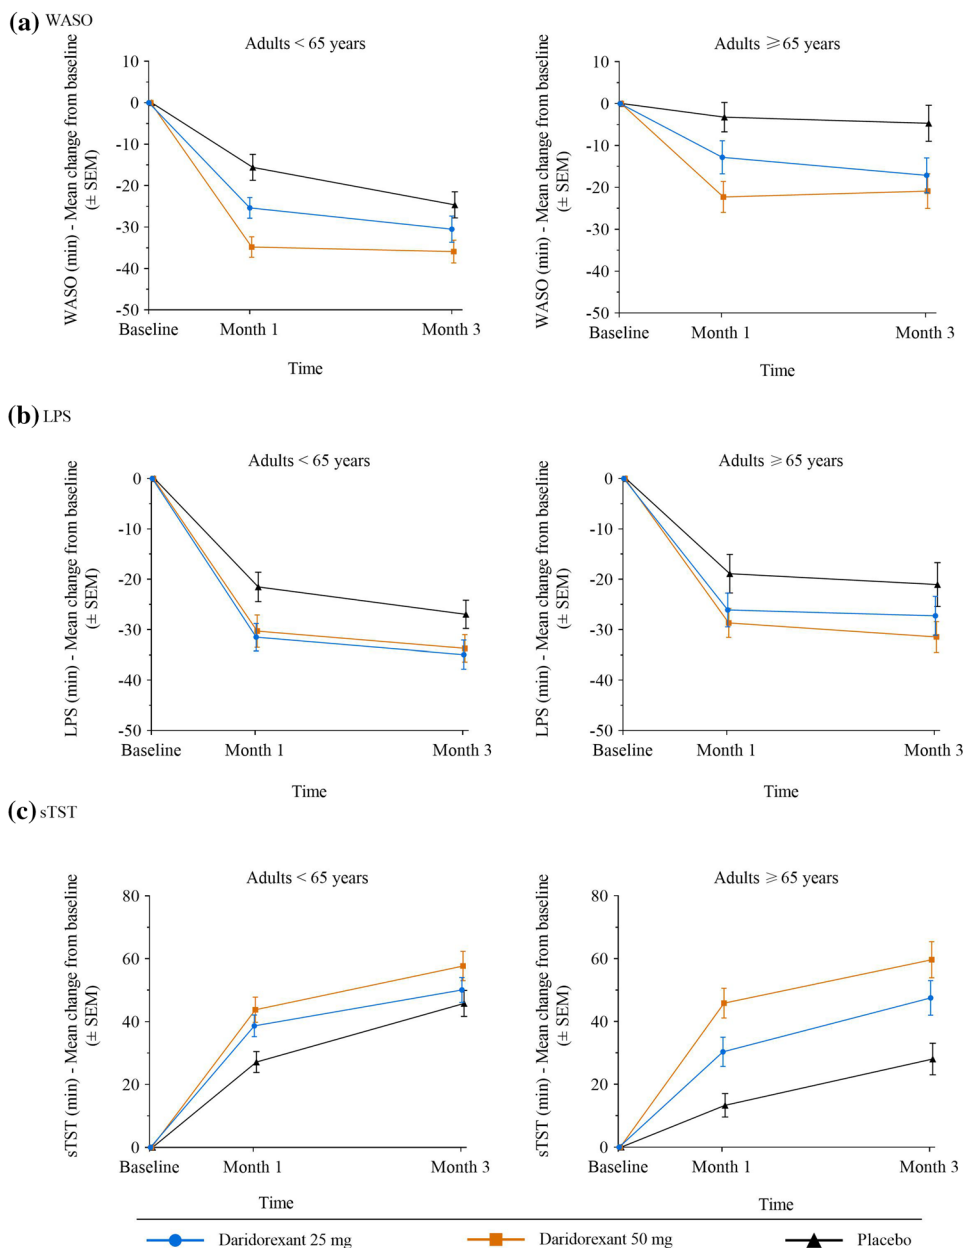 (a) WASO
Adults < 65 years
WASO (min) - Mean change from baseline
(± SEM)
10
0
-10
-20
-30
-40
-50
Baseline
Month 1
Month 3
Time
Adults ⩾ 65 years
WASO (min) - Mean change from baseline
(± SEM)
10
0
-10
-20
-30
-40
-50
Baseline
Month 1
Month 3
Time
(b) LPS
Adults < 65 years
LPS (min) - Mean change from baseline
(± SEM)
0
-10
-20
-30
-40
-50
Baseline
Month 1
Month 3
Time
Adults ⩾ 65 years
LPS (min) - Mean change from baseline
(± SEM)
0
-10
-20
-30
-40
-50
Baseline
Month 1
Month 3
Time
(c) sTST
Adults < 65 years
sTST (min) - Mean change from baseline
(± SEM)
80
60
40
20
0
Baseline
Month 1
Month 3
Time
Adults ⩾ 65 years
sTST (min) - Mean change from baseline
(± SEM)
80
60
40
20
0
Baseline
Month 1
Month 3
Time
Daridorexant 25 mg
Daridorexant 50 mg
Placebo